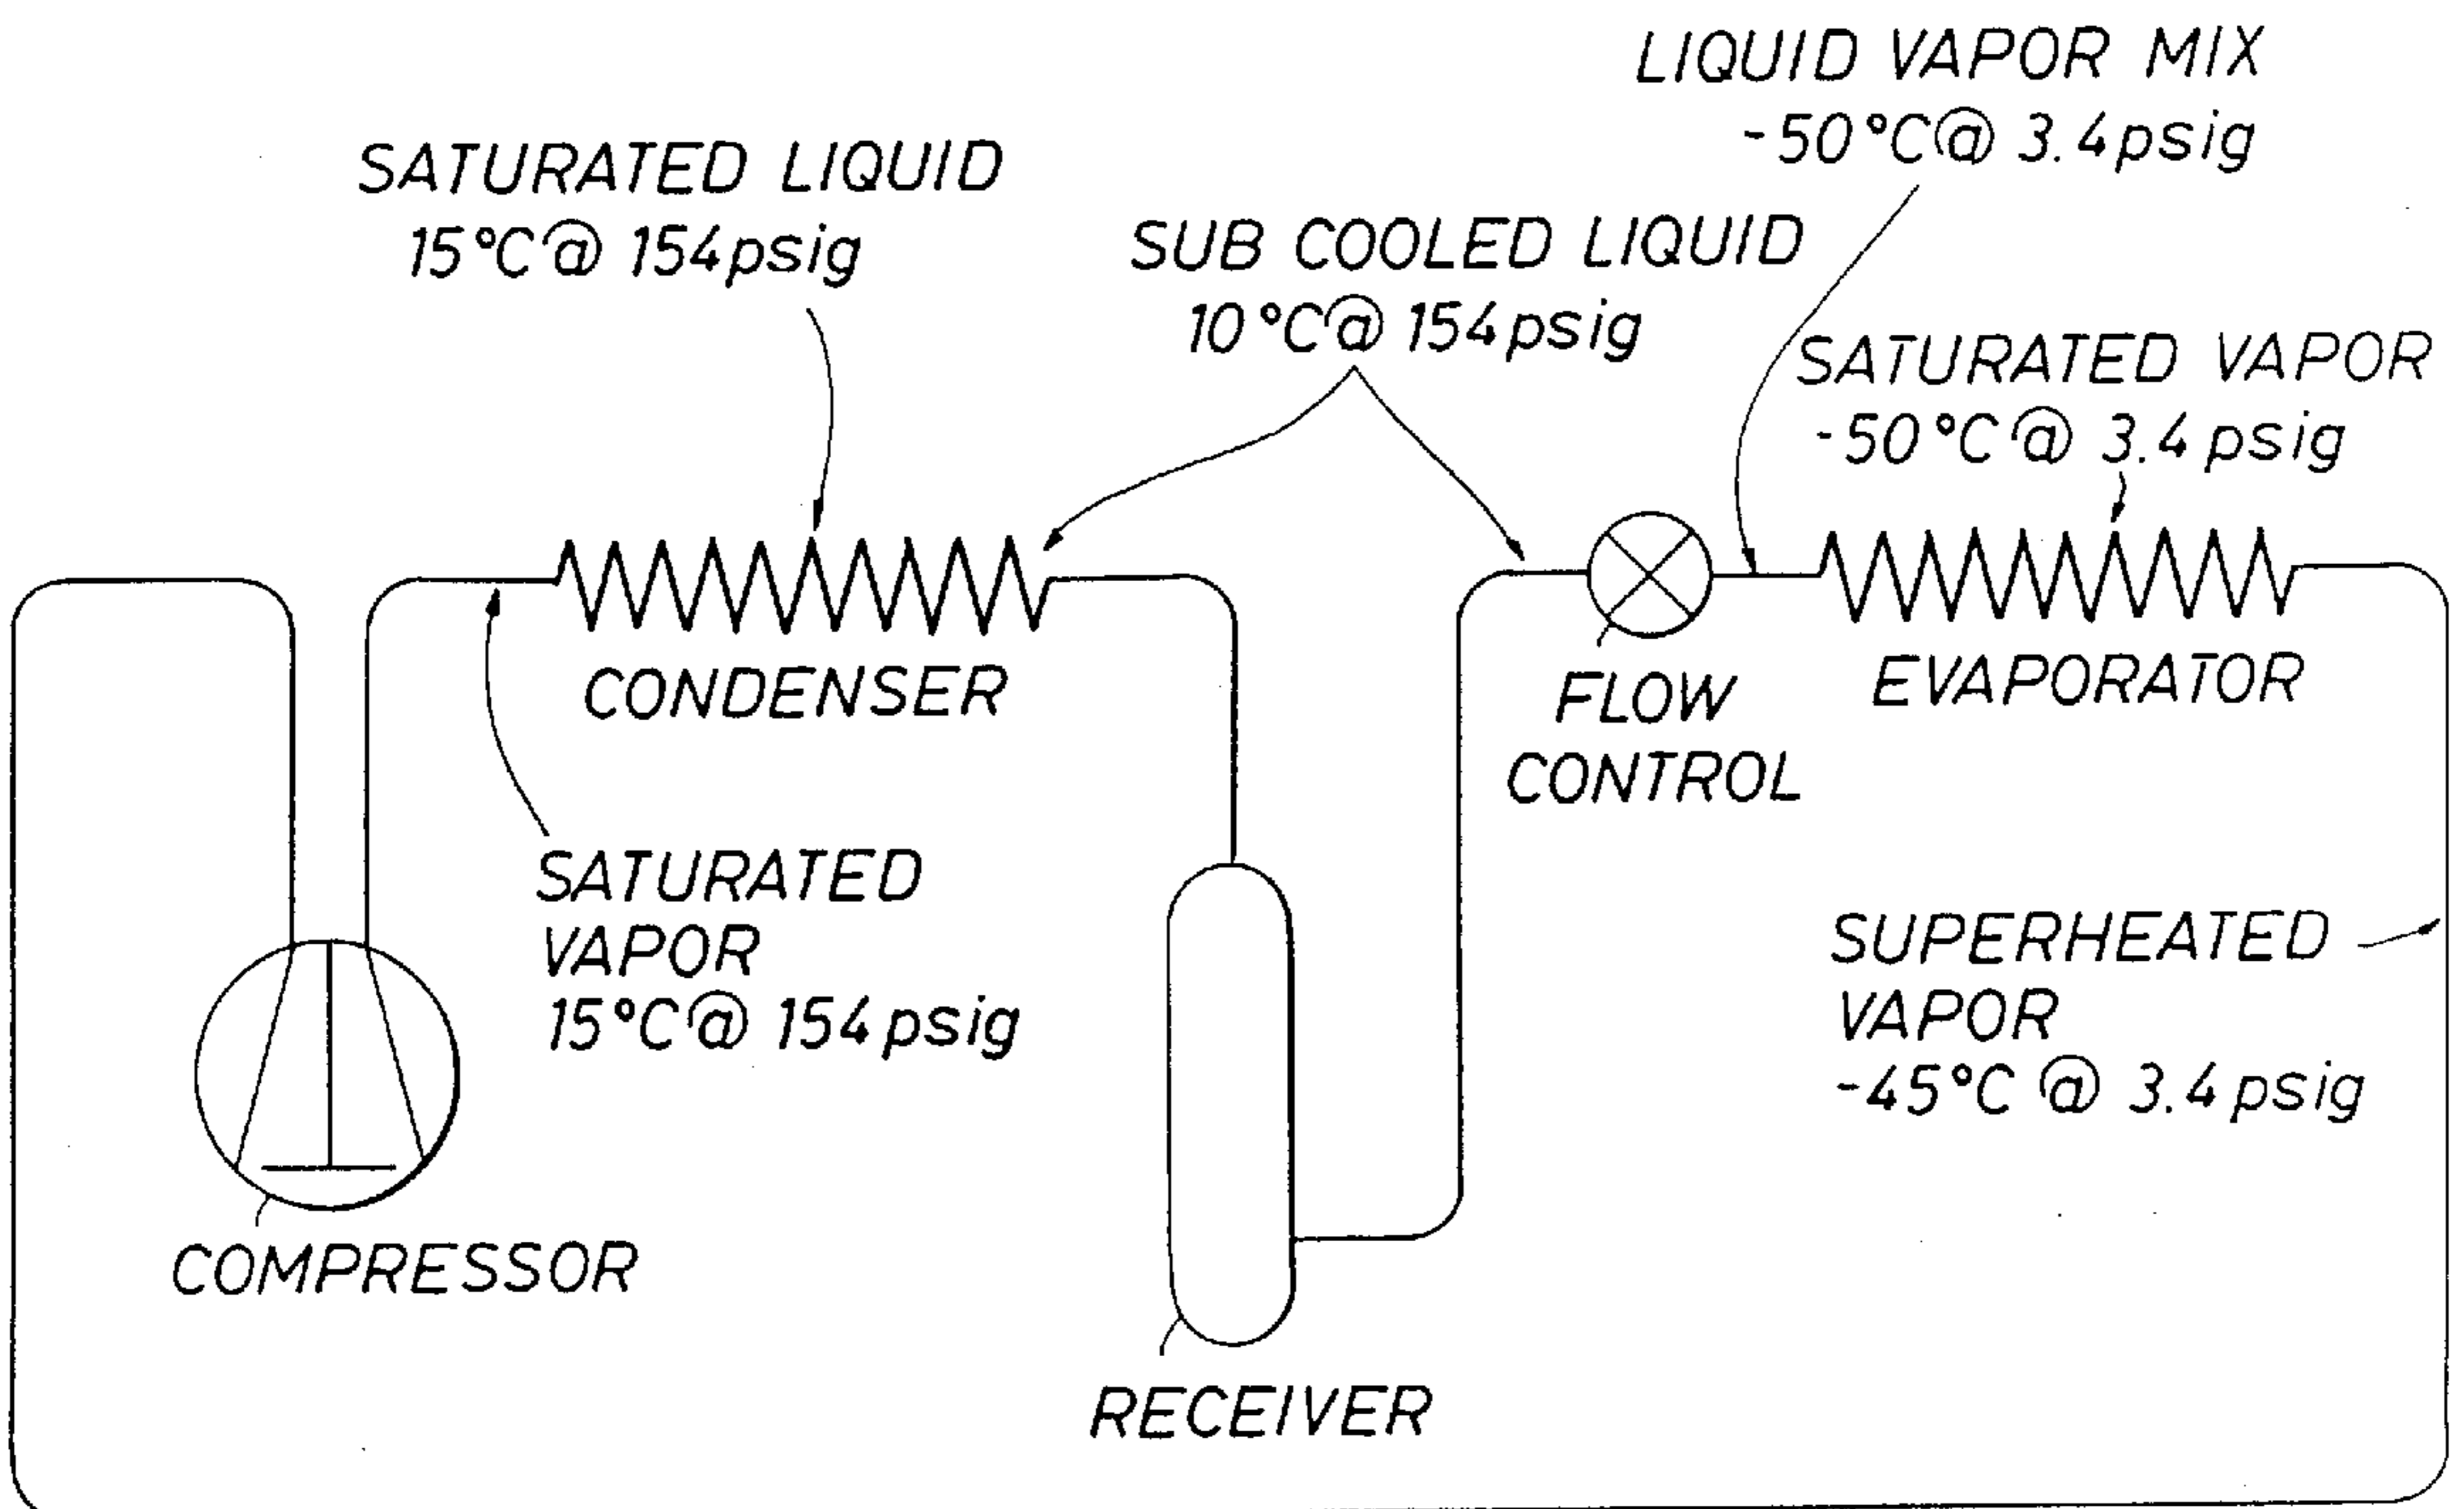 LIQUID VAPOR MIX
-50°C@ 3.4psig
SATURATED LIQUID
15°C@ 154psig
SUB COOLED LIQUID
10°C@ 154psig
SATURATED VAPOR
-50°C@ 3.4psig
CONDENSER
FLOW
CONTROL
EVAPORATOR
SATURATED
VAPOR
15°C@ 154psig
SUPERHEATED
VAPOR
-45°C@ 3.4psig
COMPRESSOR
RECEIVER